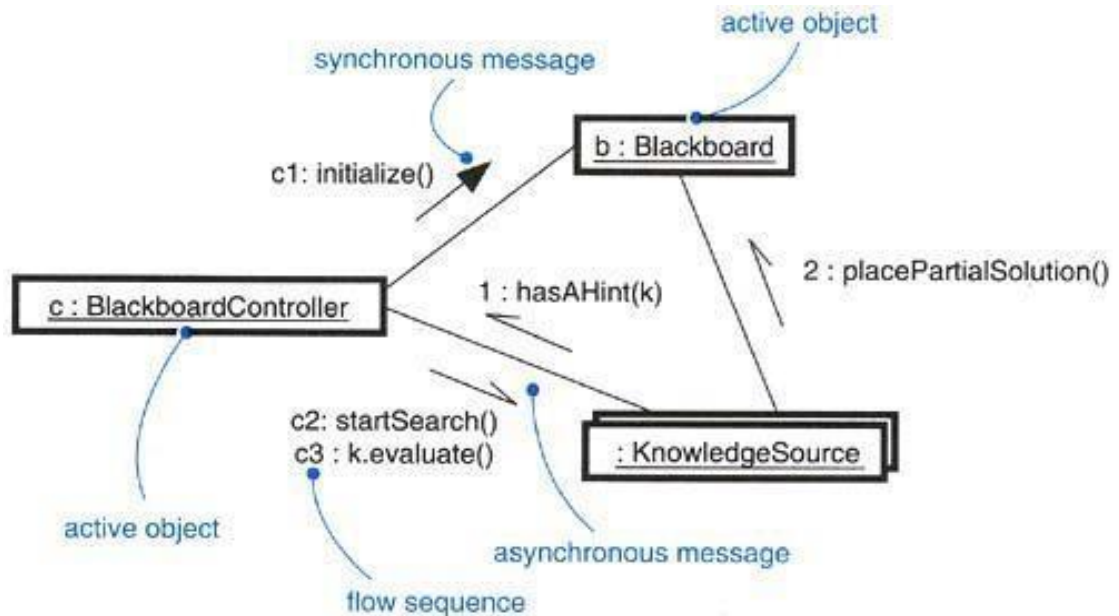 active object
synchronous message
b : Blackboard
c1: initialize()
2 : placePartialSolution()
1 : hasAHint(k)
c : BlackboardController
c2: startSearch()
c3 : k.evaluate()
: KnowledgeSource
active object
asynchronous message
flow sequence